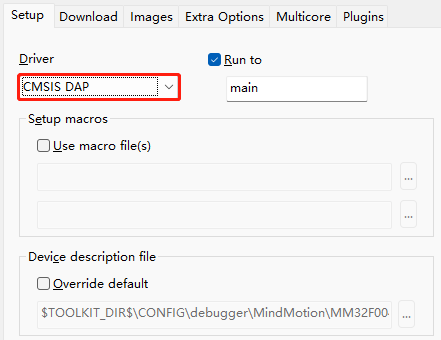 Setup Download Images Extra Options Multicore Plugins
Driver
Run to
CMSIS DAP
main
Setup macros
Use macro file(s)
...
...
Device description file
Override default
$TOOLKIT_DIR$\CONFIG\debugger\MindMotion\MM32F00
...